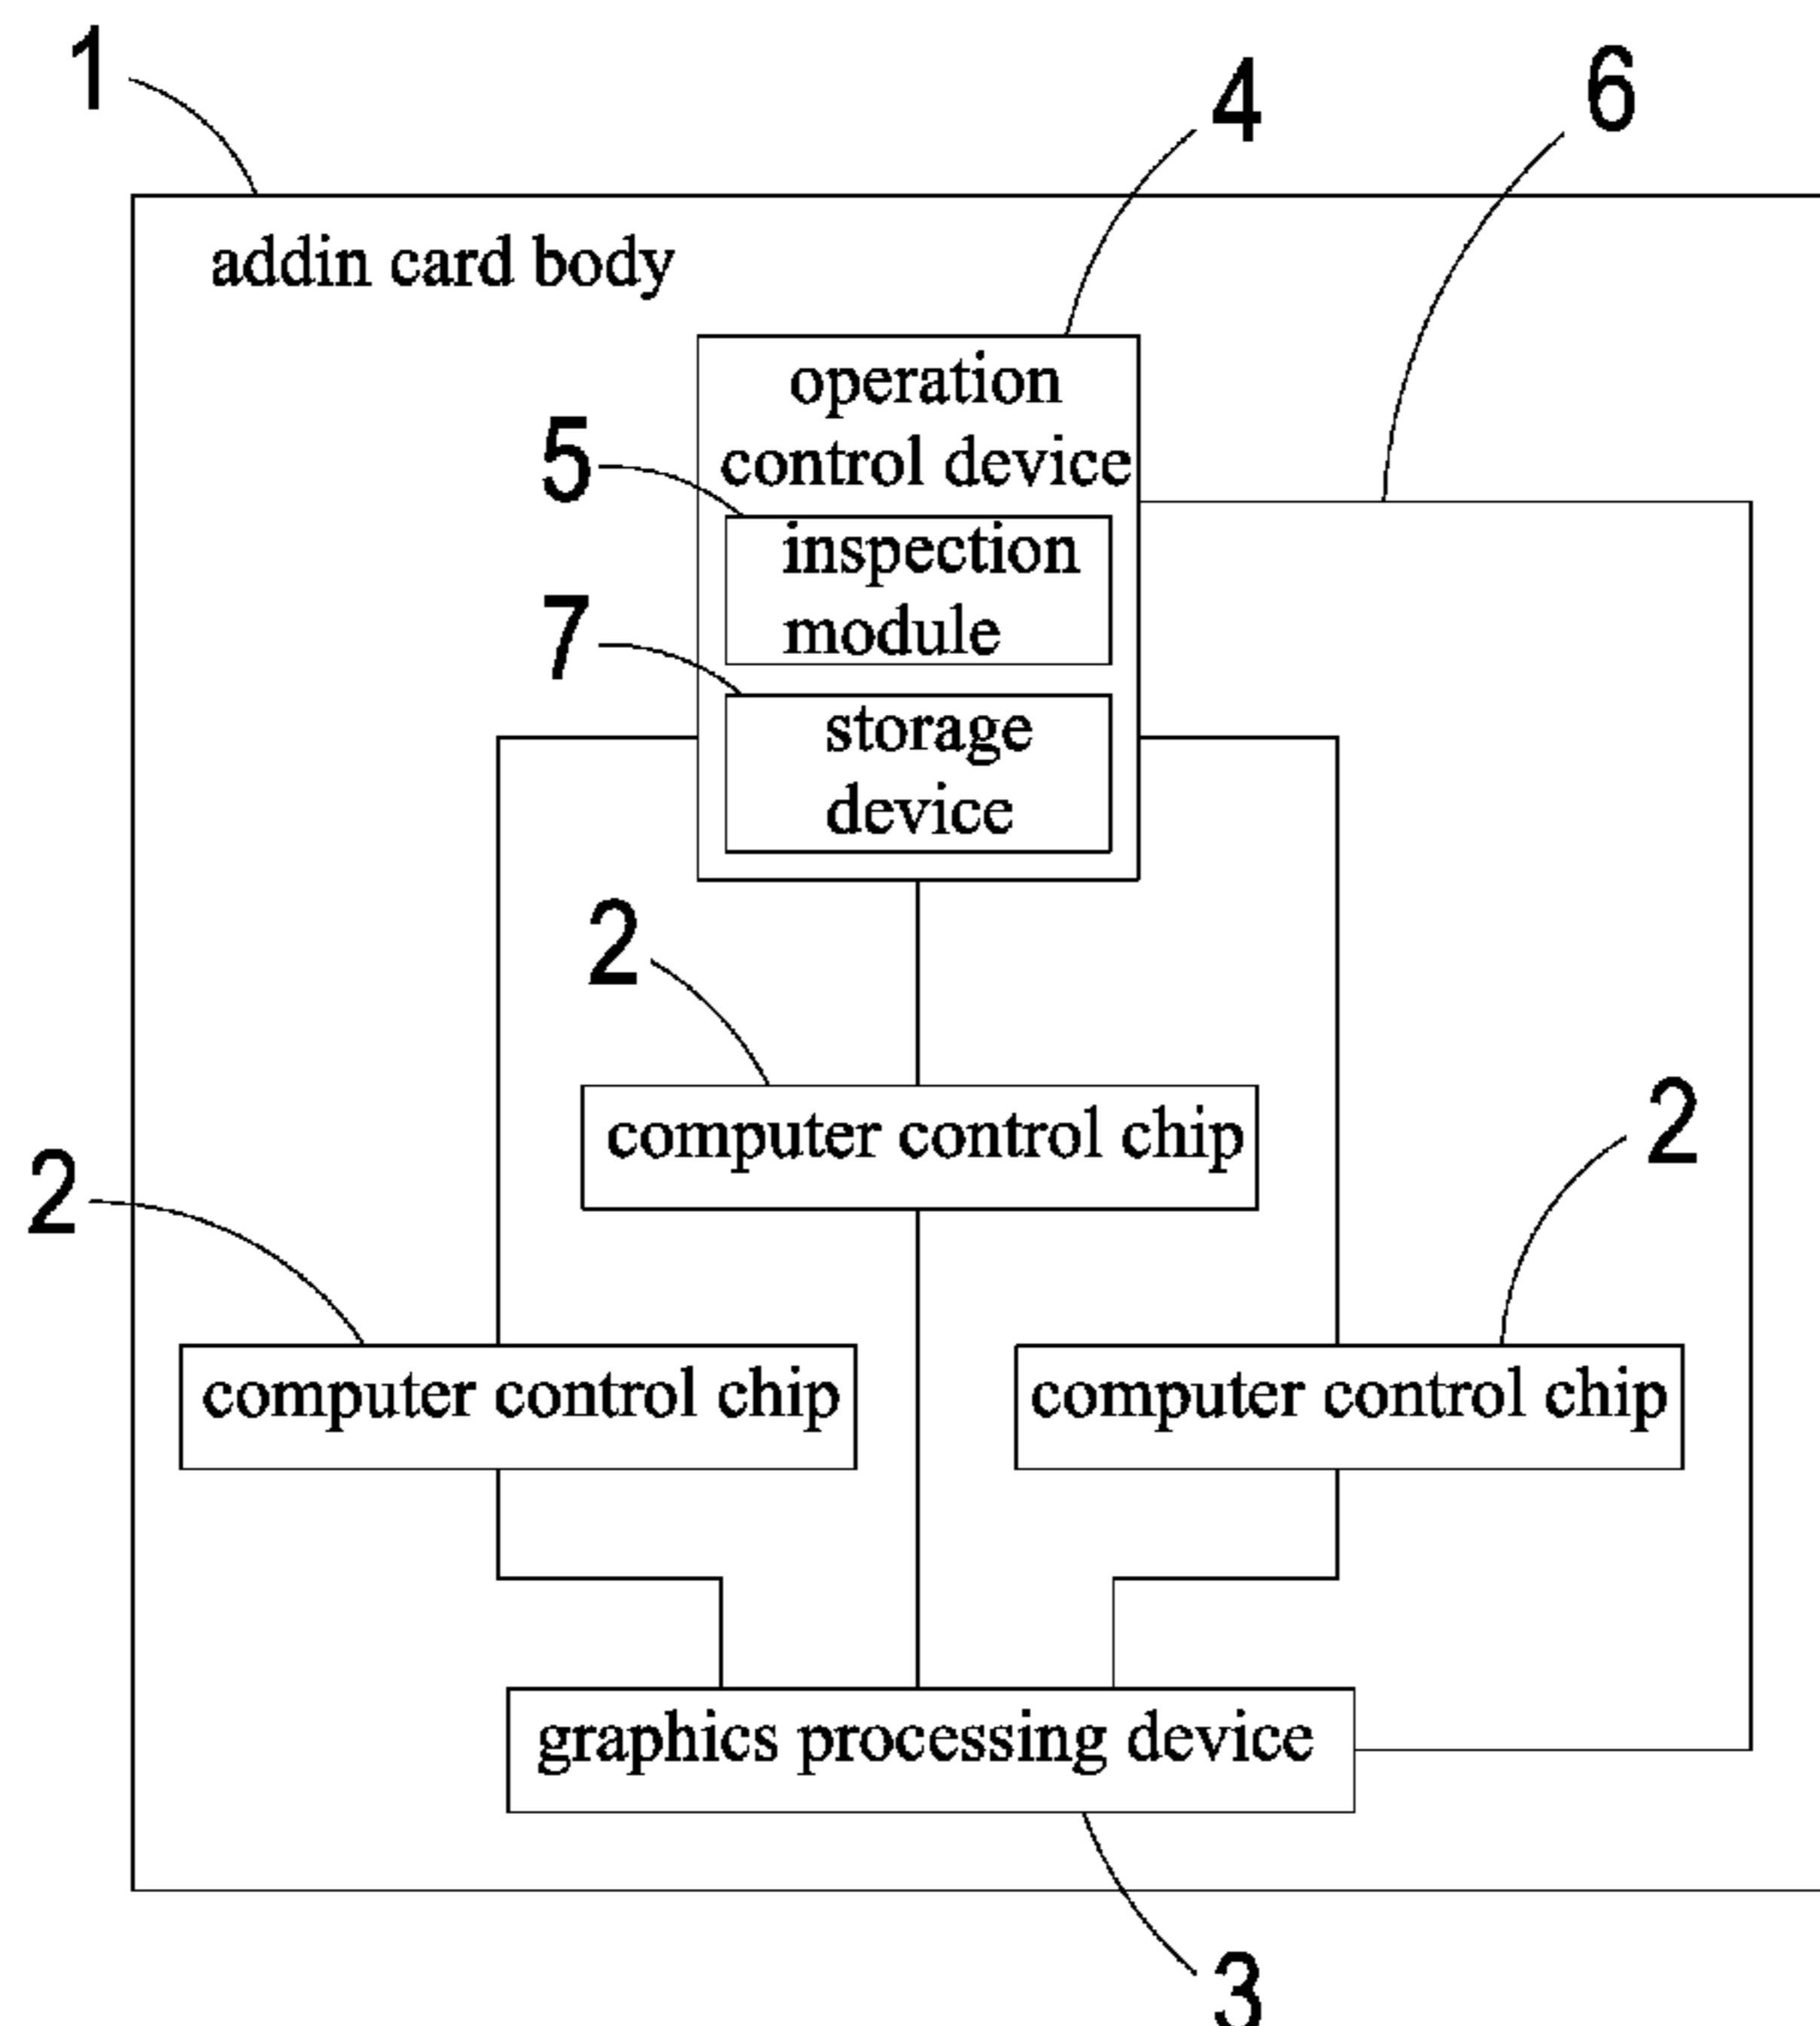 1
4
6
addin card body
operation
control device
5
inspection
module
7
storage
device
2
computer control chip
2
2
computer control chip
computer control chip
graphics processing device
3